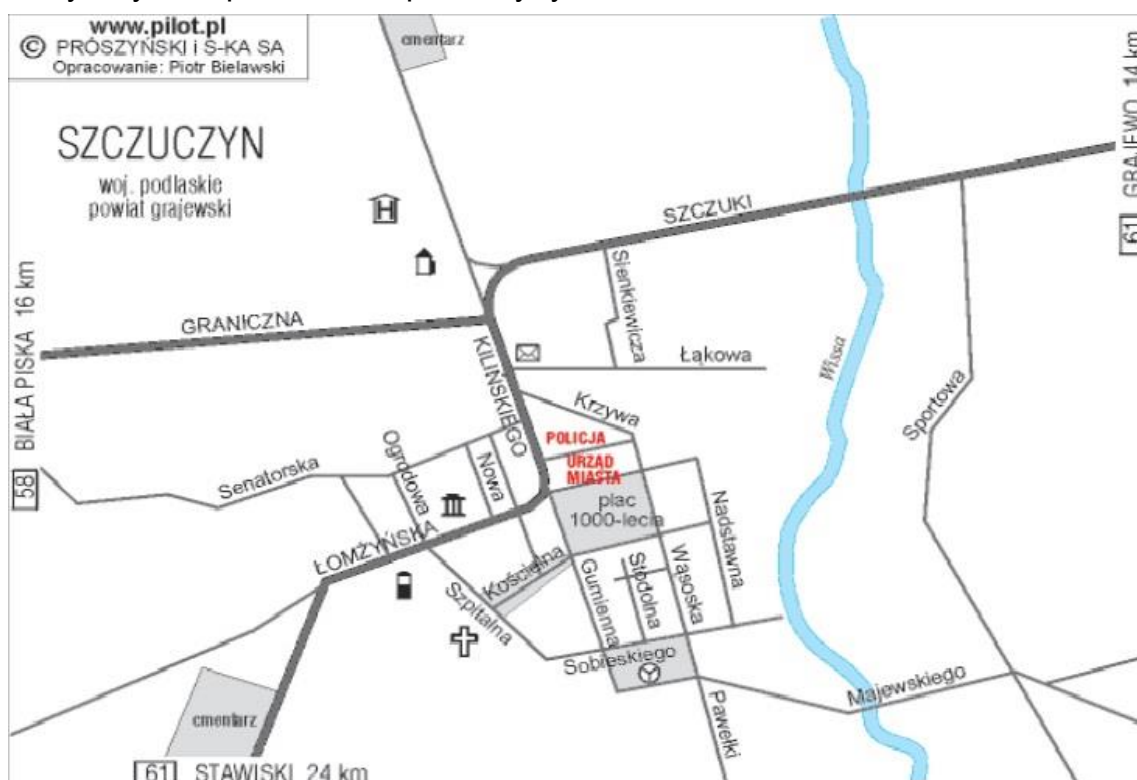 www.pilot.pl
© PRÓSZYŃSKI i S-KA SA
Opracowanie: Piotr Bielawski
cmentarz
SZCZUCZYN
woj. podlaskie
powiat grajewski
61 GRAJEWO 14 km
SZCZUKI
Sienkiewicza
58 BIAŁA PISKA 16 km
GRANICZNA
KILIŃSKIEGO
Łąkowa
Wissa
Sportowa
Krzywa
POLICJA
URZĄD
MIASTA
plac
1000-lecia
Ogrodowa
Nowa
Senatorska
Nadstawna
ŁOMŻYŃSKA
Kościelna
Szpitalna
Gumienna
Stodolna
Wąsoska
Sobieskiego
Majewskiego
Pawełki
cmentarz
61 STAWISKI 24 km